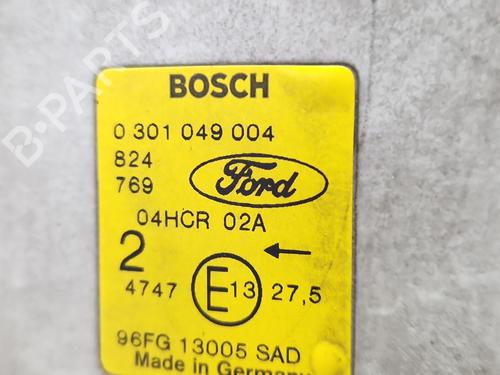 BOSCH
0 301 049 004
824
769
Ford
04HCR 02A
2
4747 E 13 27,5
96FG 13005 SAD
Made in Germany
B-PARTS